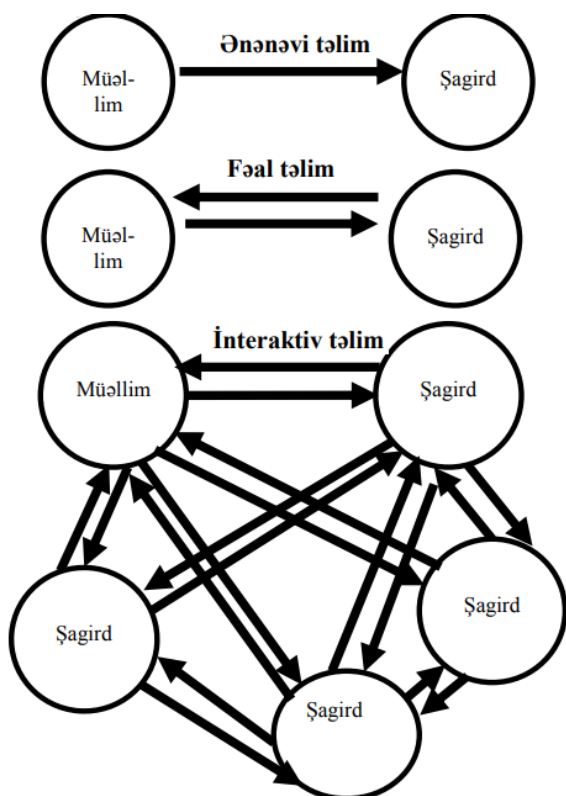 Ənənəvi təlim
Müəl-
lim
Şagird
Fəal təlim
Müəl-
lim
Şagird
İnteraktiv təlim
Müəllim
Şagird
Şagird
Şagird
Şagird